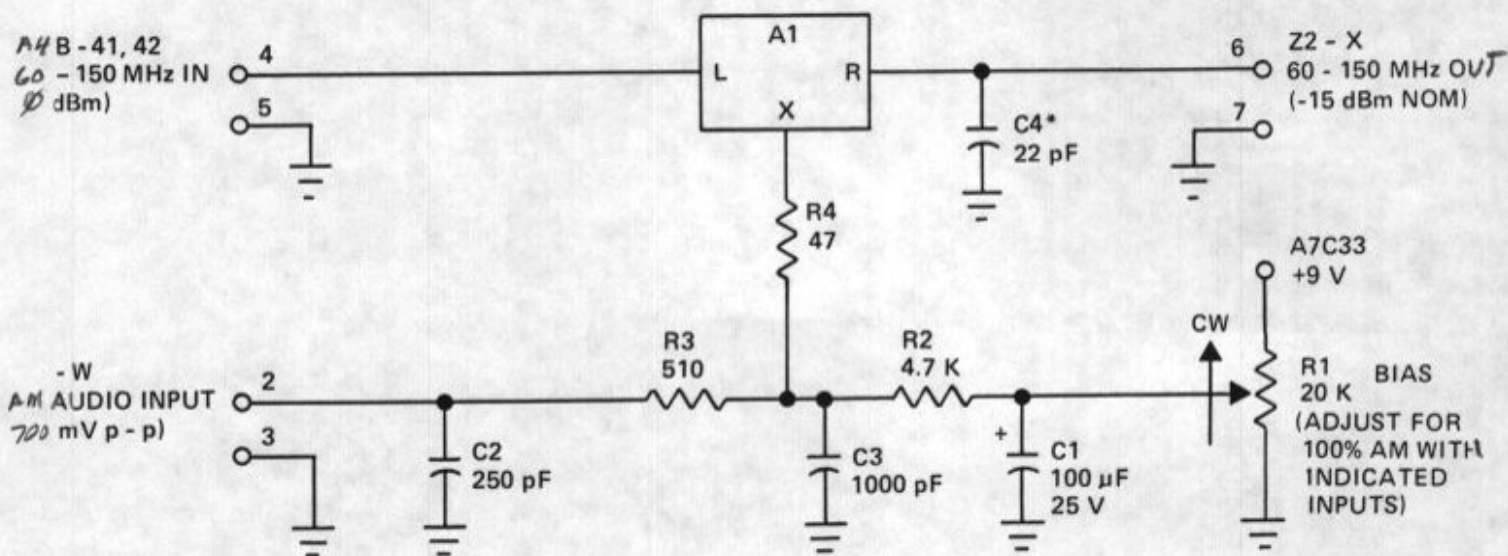 A4 B - 41, 42
60 - 150 MHz IN
Ø dBm)
4
5
A1
L
R
X
C4*
22 pF
6
7
Z2 - X
60 - 150 MHz OUT
(-15 dBm NOM)
R4
47
A7C33
+9 V
CW
R1
20 K
BIAS
(ADJUST FOR
100% AM WITH
INDICATED
INPUTS)
- W
AM AUDIO INPUT
700 mV p - p)
2
3
R3
510
R2
4.7 K
C2
250 pF
C3
1000 pF
+
C1
100 µF
25 V